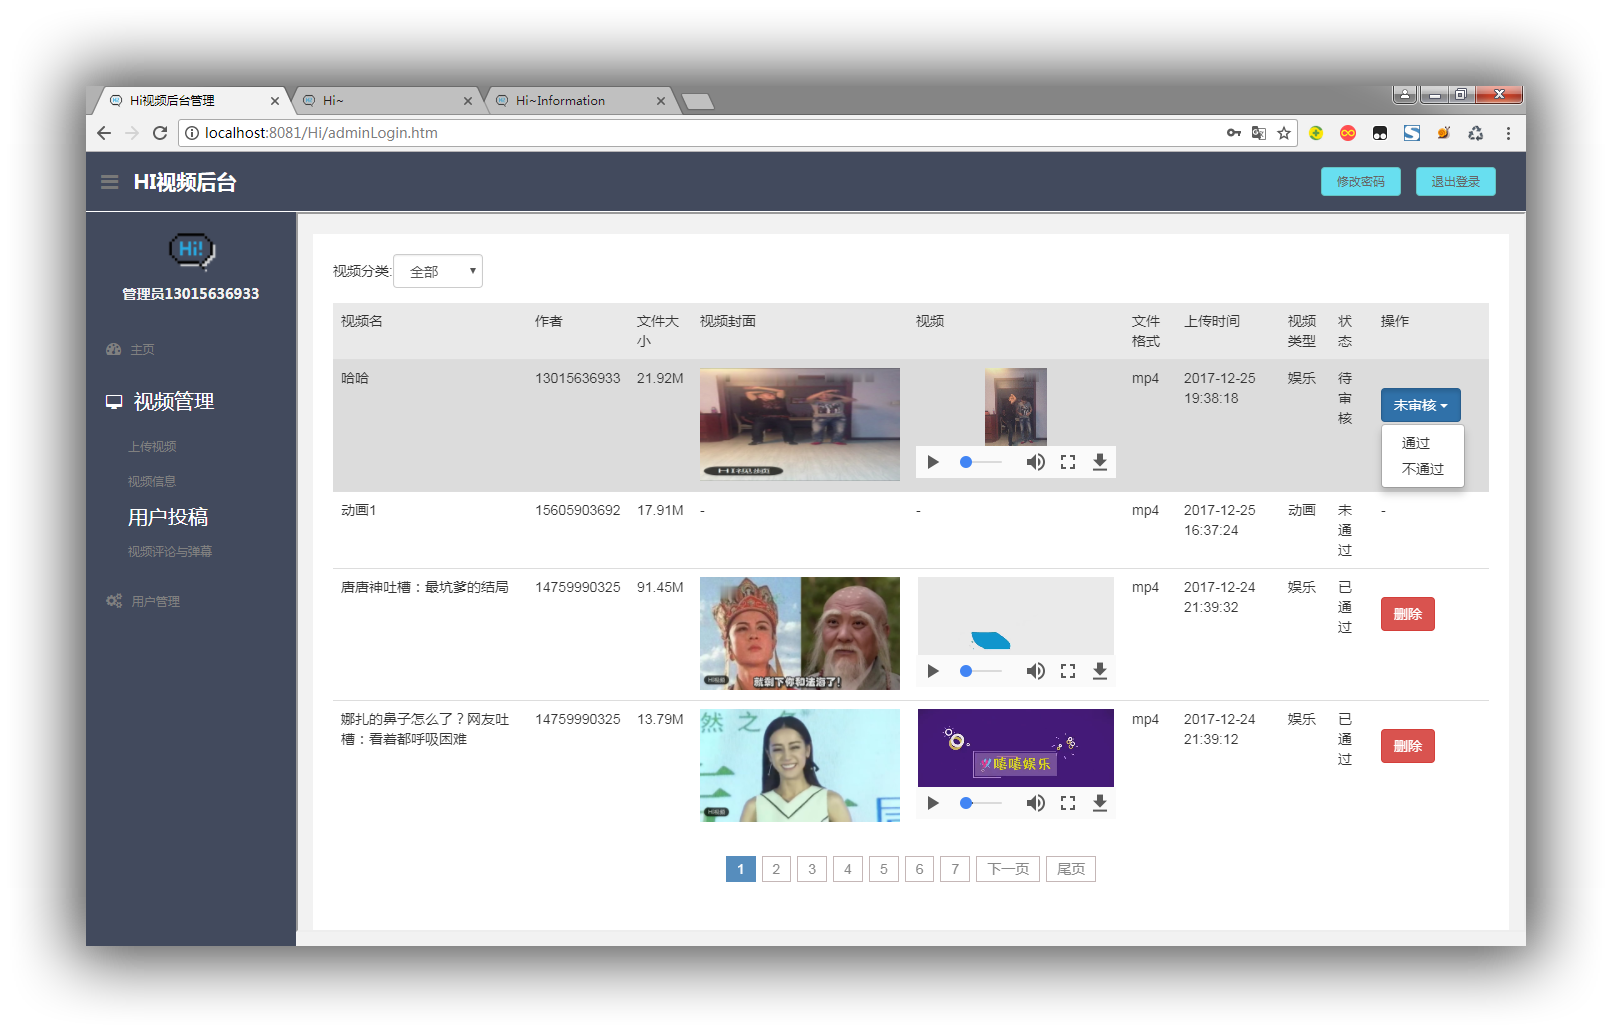 Hi视频后台管理
Hi~
Hi~Information
localhost:8081/Hi/adminLogin.htm
HI视频后台
修改密码
退出登录
Hi!
管理员13015636933
主页
视频管理
上传视频
视频信息
用户投稿
视频评论与弹幕
用户管理
视频分类:
全部
视频名 作者 文件大小 视频封面 视频 文件格式 上传时间 视频类型 状态 操作
哈哈 13015636933 21.92M mp4 2017-12-25 19:38:18 娱乐 待审核 未审核
通过
不通过
动画1 15605903692 17.91M - - mp4 2017-12-25 16:37:24 动画 未通过 -
唐唐神吐槽：最坑爹的结局 14759990325 91.45M mp4 2017-12-24 21:39:32 娱乐 已通过 删除
就剩下你和法海了!
娜扎的鼻子怎么了？网友吐槽：看着都呼吸困难 14759990325 13.79M mp4 2017-12-24 21:39:12 娱乐 已通过 删除
然之名
嘻嘻娱乐
1 2 3 4 5 6 7 下一页 尾页